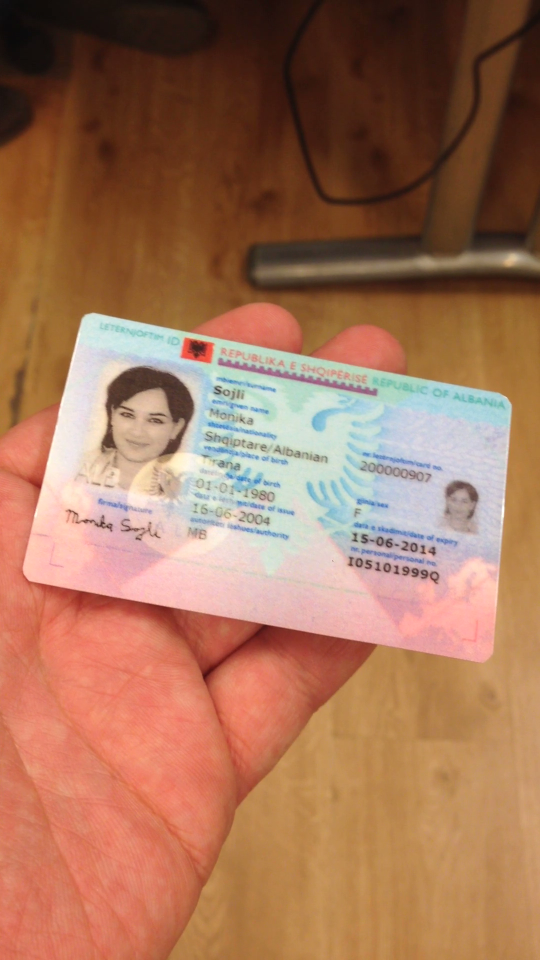 LETËRNJOFTIM ID REPUBLIKA E SHQIPËRISË REPUBLIC OF ALBANIA
mbiemri/surname
Sojli
emri/given name
Monika
shtetësia/nationality
Shqiptare/Albanian
vendlindja/place of birth
Tirana
datëlindja/date of birth
01-01-1980
data e lëshimit/date of issue
16-06-2004
autoriteti lëshues/authority
MB
nr. letërnjoftimi/card no.
200000907
gjinia/sex
F
data e skadimit/date of expiry
15-06-2014
nr. personal/personal no.
I05101999Q
firma/signature
Monika Sojli